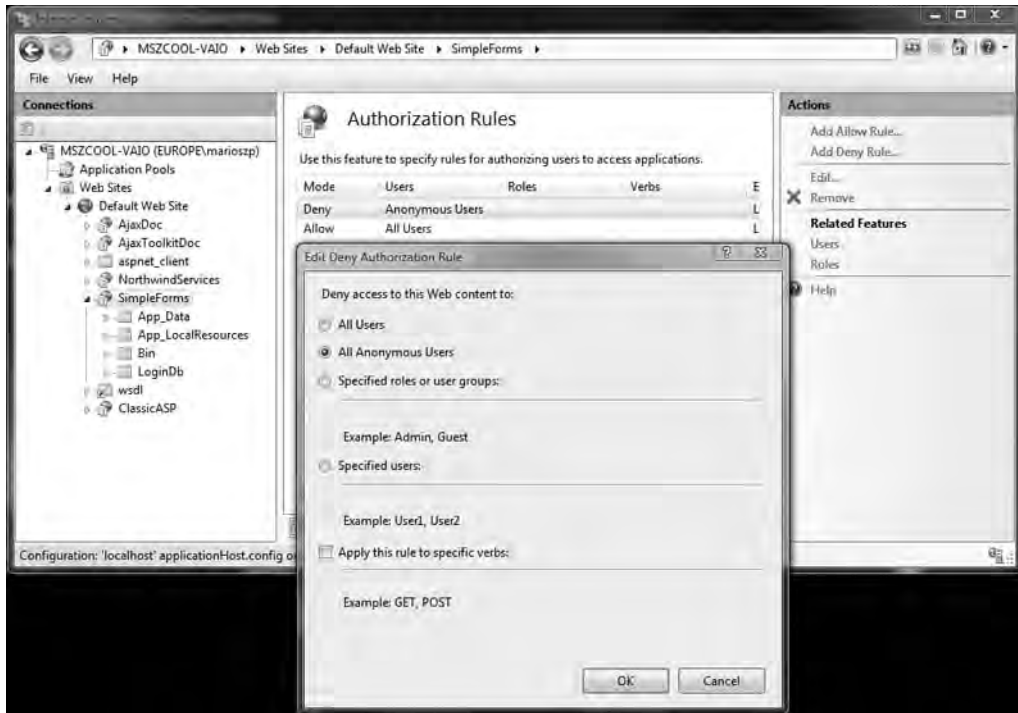 MSZCOOL-VAIO ▸ Web Sites ▸ Default Web Site ▸ SimpleForms ▸
File View Help
Connections
MSZCOOL-VAIO (EUROPE\marioszp)
Application Pools
Web Sites
Default Web Site
AjaxDoc
AjaxToolkitDoc
aspnet_client
NorthwindServices
SimpleForms
App_Data
App_LocalResources
Bin
LoginDb
wsdl
ClassicASP
Configuration: 'localhost' applicationHost.config
Authorization Rules
Use this feature to specify rules for authorizing users to access applications.
Mode Users Roles Verbs E
Deny Anonymous Users L
Allow All Users L
Edit Deny Authorization Rule
Deny access to this Web content to:
All Users
All Anonymous Users
Specified roles or user groups:
Example: Admin, Guest
Specified users:
Example: User1, User2
Apply this rule to specific verbs:
Example: GET, POST
OK Cancel
Actions
Add Allow Rule...
Add Deny Rule...
Edit...
Remove
Related Features
Users
Roles
Help